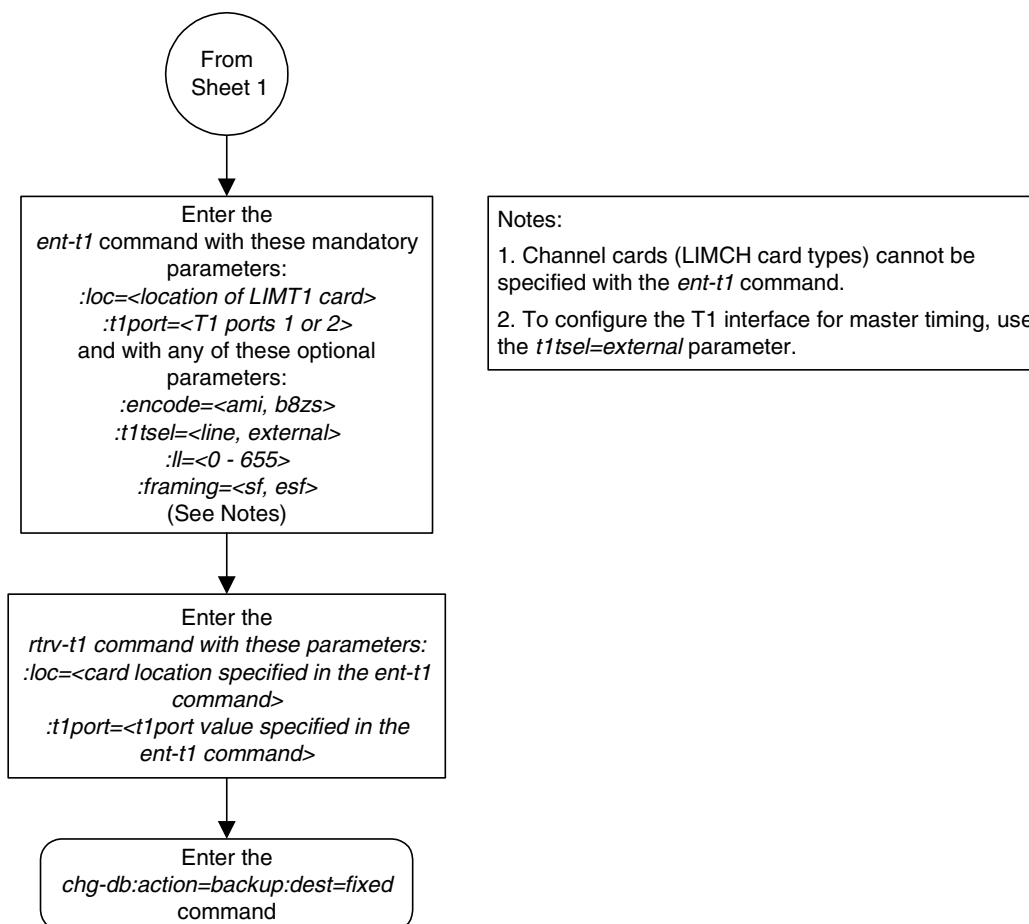 From
Sheet 1
Enter the
ent-t1 command with these mandatory
parameters:
:loc=<location of LIMT1 card>
:t1port=<T1 ports 1 or 2>
and with any of these optional
parameters:
:encode=<ami, b8zs>
:t1tsel=<line, external>
:ll=<0 - 655>
:framing=<sf, esf>
(See Notes)
Notes:
1. Channel cards (LIMCH card types) cannot be
specified with the ent-t1 command.
2. To configure the T1 interface for master timing, use
the t1tsel=external parameter.
Enter the
rtrv-t1 command with these parameters:
:loc=<card location specified in the ent-t1
command>
:t1port=<t1port value specified in the
ent-t1 command>
Enter the
chg-db:action=backup:dest=fixed
command